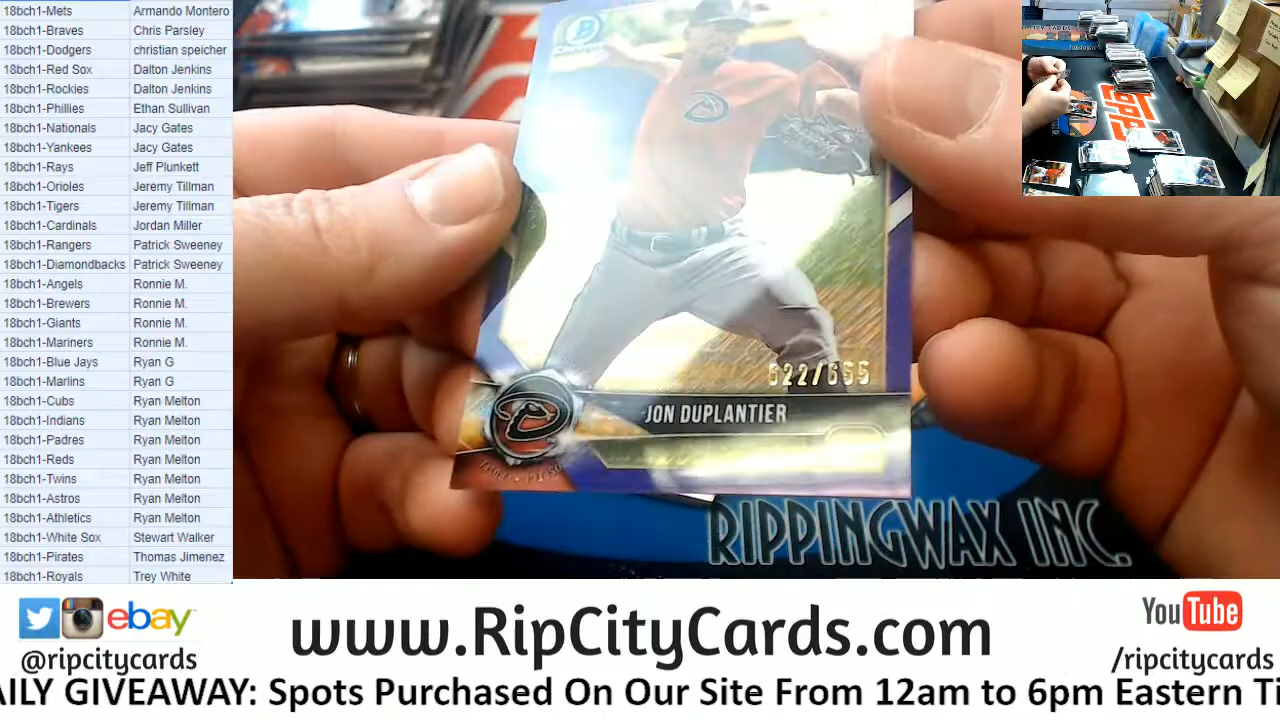 18bch1-Mets Armando Montero
18bch1-Braves Chris Parsley
18bch1-Dodgers christian speicher
18bch1-Red Sox Dalton Jenkins
18bch1-Rockies Dalton Jenkins
18bch1-Phillies Ethan Sullivan
18bch1-Nationals Jacy Gates
18bch1-Yankees Jacy Gates
18bch1-Rays Jeff Plunkett
18bch1-Orioles Jeremy Tillman
18bch1-Tigers Jeremy Tillman
18bch1-Cardinals Jordan Miller
18bch1-Rangers Patrick Sweeney
18bch1-Diamondbacks Patrick Sweeney
18bch1-Angels Ronnie M.
18bch1-Brewers Ronnie M.
18bch1-Giants Ronnie M.
18bch1-Mariners Ronnie M.
18bch1-Blue Jays Ryan G
18bch1-Marlins Ryan G
18bch1-Cubs Ryan Melton
18bch1-Indians Ryan Melton
18bch1-Padres Ryan Melton
18bch1-Reds Ryan Melton
18bch1-Twins Ryan Melton
18bch1-Astros Ryan Melton
18bch1-Athletics Ryan Melton
18bch1-White Sox Stewart Walker
18bch1-Pirates Thomas Jimenez
18bch1-Royals Trey White
B
Chrome
622/655
JON DUPLANTIER
RIPPINGWAX INC.
Topps
ebay
@ripcitycards
www.RipCityCards.com
YouTube
/ripcitycards
AILY GIVEAWAY: Spots Purchased On Our Site From 12am to 6pm Eastern Ti